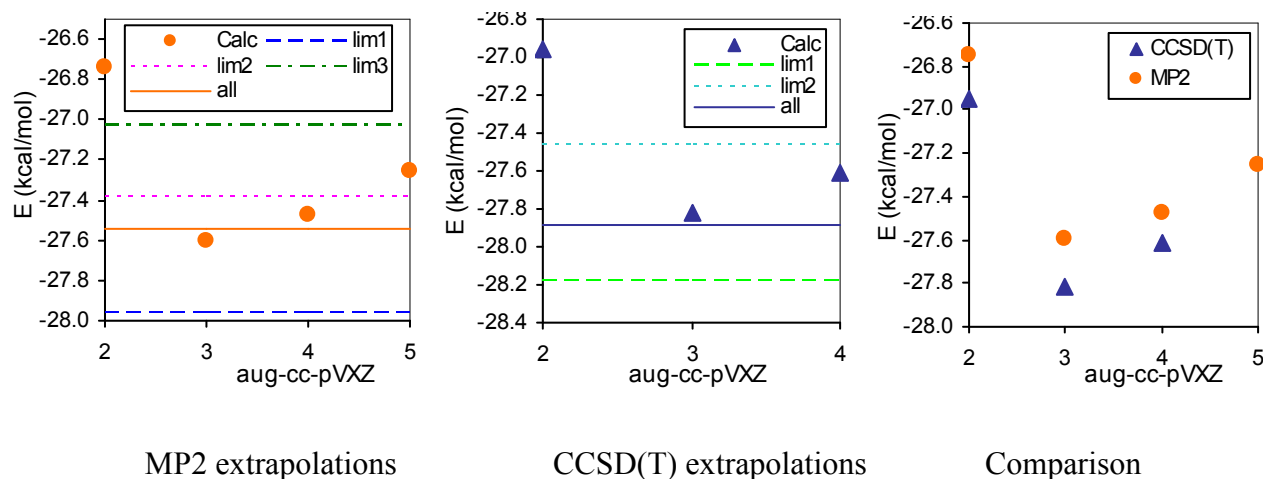 -26.6
-26.8
-27.0
-27.2
-27.4
-27.6
-27.8
-28.0
E (kcal/mol)
Calc
lim1
lim2
lim3
all
2
3
4
5
aug-cc-pVXZ
MP2 extrapolations
-26.8
-27.0
-27.2
-27.4
-27.6
-27.8
-28.0
-28.2
-28.4
E (kcal/mol)
Calc
lim1
lim2
all
2
3
4
aug-cc-pVXZ
CCSD(T) extrapolations
-26.6
-26.8
-27.0
-27.2
-27.4
-27.6
-27.8
-28.0
E (kcal/mol)
CCSD(T)
MP2
2
3
4
5
aug-cc-pVXZ
Comparison